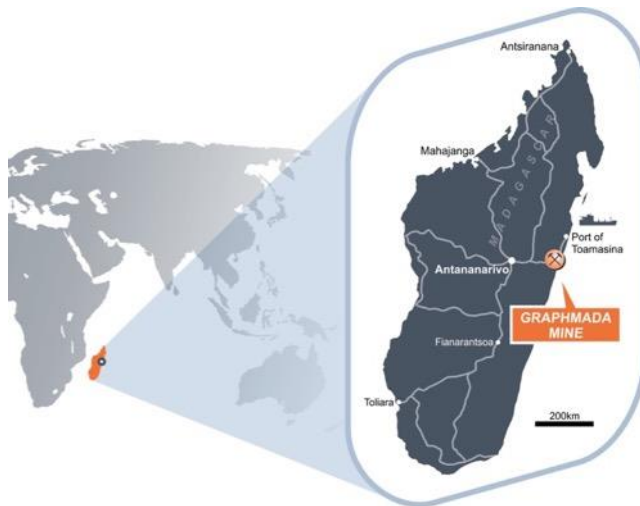 Antsiranana
Mahajanga
MADAGASCAR
Port of
Toamasina
Antananarivo
GRAPHMADA
MINE
Fianarantsoa
Toliara
200km